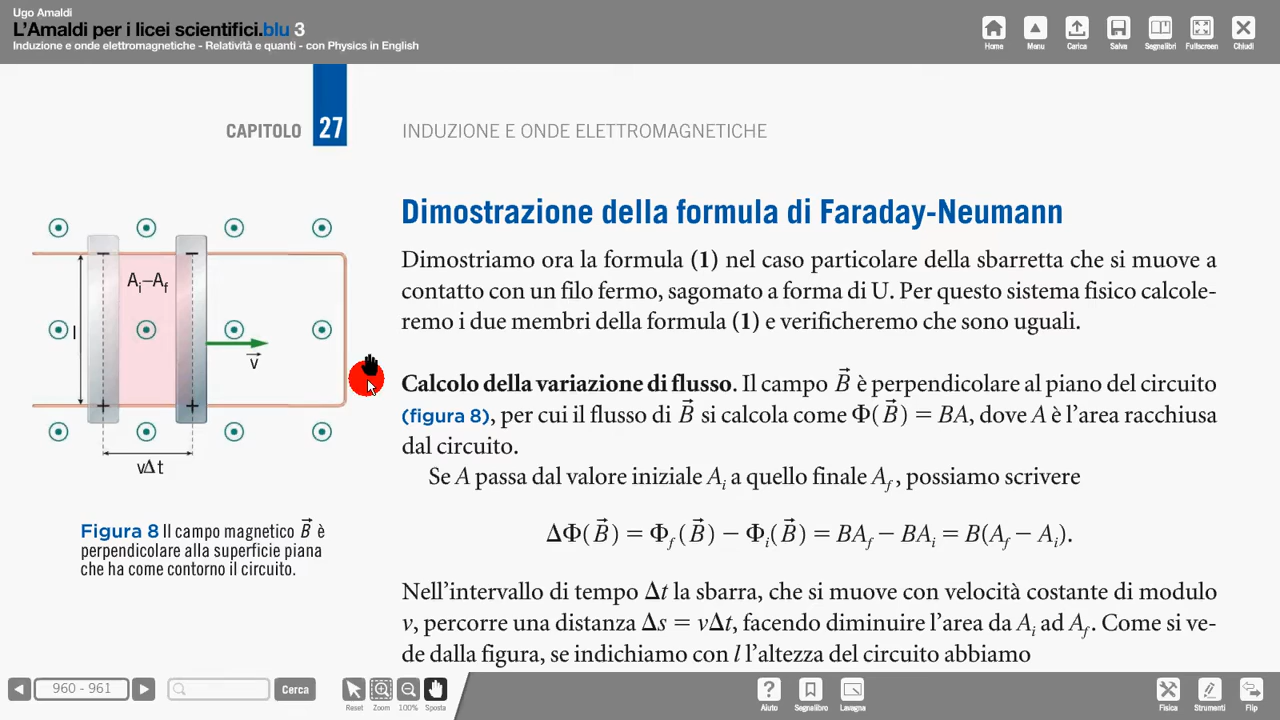 Ugo Amaldi
L'Amaldi per i licei scientifici.blu 3
Induzione e onde elettromagnetiche - Relatività e quanti - con Physics in English
Home Menu Carica Salva Segnalibri Fullscreen Chiudi
CAPITOLO 27 INDUZIONE E ONDE ELETTROMAGNETICHE
Dimostrazione della formula di Faraday-Neumann
Dimostriamo ora la formula (1) nel caso particolare della sbarretta che si muove a
contatto con un filo fermo, sagomato a forma di U. Per questo sistema fisico calcole-
remo i due membri della formula (1) e verificheremo che sono uguali.
Calcolo della variazione di flusso. Il campo B⃗ è perpendicolare al piano del circuito
(figura 8), per cui il flusso di B⃗ si calcola come Φ(B⃗) = BA, dove A è l'area racchiusa
dal circuito.
Se A passa dal valore iniziale A_i a quello finale A_f, possiamo scrivere
ΔΦ(B⃗) = Φ_f(B⃗) − Φ_i(B⃗) = BA_f − BA_i = B(A_f − A_i).
Nell'intervallo di tempo Δt la sbarra, che si muove con velocità costante di modulo
v, percorre una distanza Δs = vΔt, facendo diminuire l'area da A_i ad A_f. Come si ve-
de dalla figura, se indichiamo con l l'altezza del circuito abbiamo
A_i–A_f
l
v⃗
vΔt
Figura 8 Il campo magnetico B⃗ è
perpendicolare alla superficie piana
che ha come contorno il circuito.
960 - 961 Cerca Reset Zoom 100% Sposta Aiuto Segnalibro Lavagna Fisica Strumenti Flip